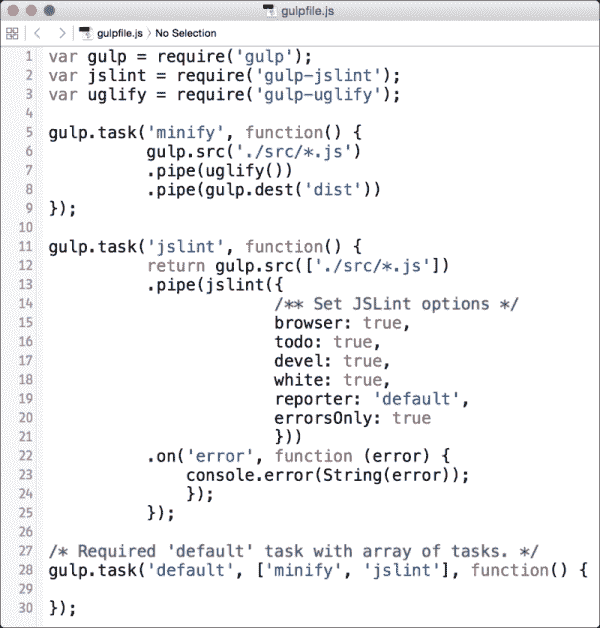 gulpfile.js
gulpfile.js 〉 No Selection
1 var gulp = require('gulp');
2 var jslint = require('gulp-jslint');
3 var uglify = require('gulp-uglify');
4
5 gulp.task('minify', function() {
6 gulp.src('./src/*.js')
7 .pipe(uglify())
8 .pipe(gulp.dest('dist'))
9 });
10
11 gulp.task('jslint', function() {
12 return gulp.src(['./src/*.js'])
13 .pipe(jslint({
14 /** Set JSLint options */
15 browser: true,
16 todo: true,
17 devel: true,
18 white: true,
19 reporter: 'default',
20 errorsOnly: true
21 }))
22 .on('error', function (error) {
23 console.error(String(error));
24 });
25 });
26
27 /* Required 'default' task with array of tasks. */
28 gulp.task('default', ['minify', 'jslint'], function() {
29
30 });